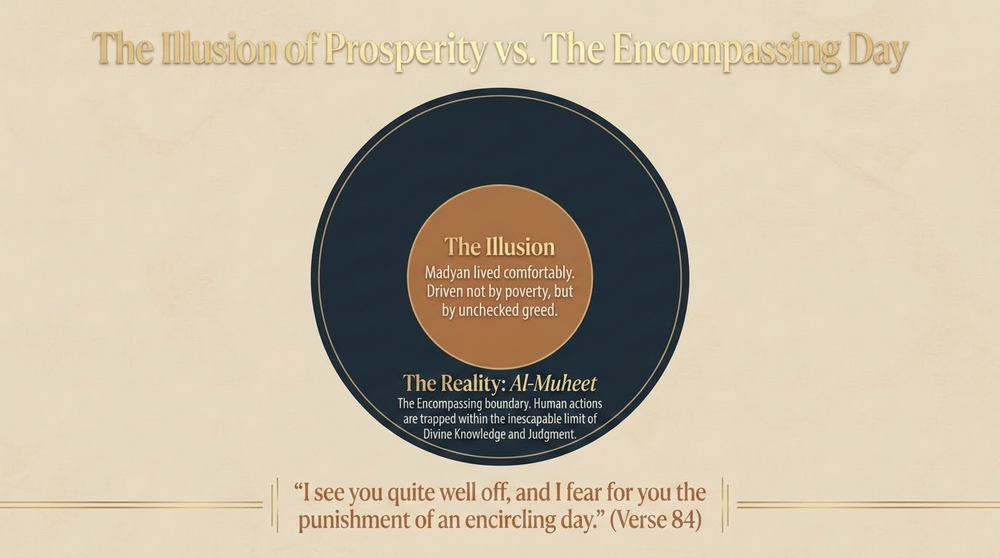 The Illusion of Prosperity vs. The Encompassing Day
The Illusion
Madyan lived comfortably.
Driven not by poverty, but
by unchecked greed.
The Reality: Al-Muheet
The Encompassing boundary. Human actions
are trapped within the inescapable limit of
Divine Knowledge and Judgment.
“I see you quite well off, and I fear for you the
punishment of an encircling day.” (Verse 84)